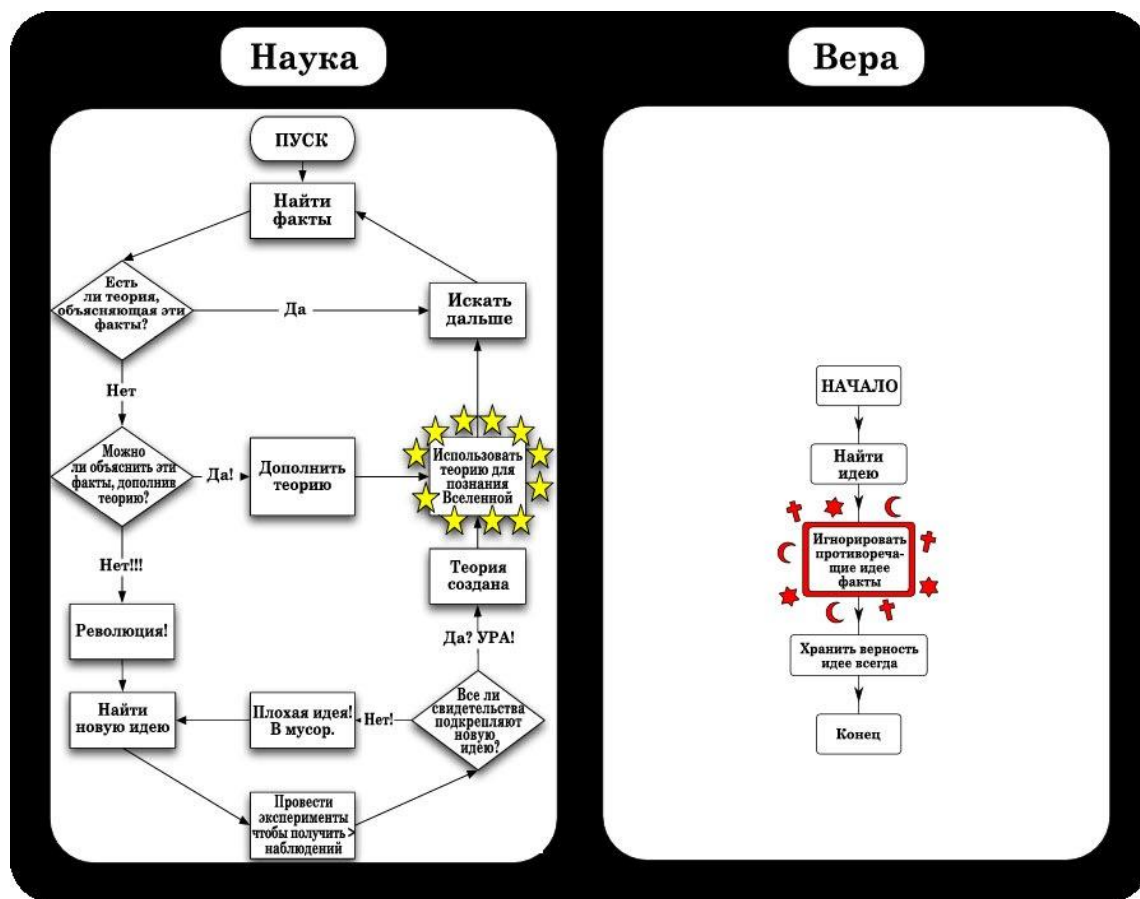 Наука
ПУСК
Найти
факты
Есть
ли теория,
объясняющая эти
факты?
Да
Искать
дальше
Нет
Можно
ли объяснить эти
факты, дополнив
теорию?
Да!
Дополнить
теорию
Использовать
теорию для
познания
Вселенной
Нет!!!
Теория
создана
Революция!
Да? УРА!
Найти
новую идею
Плохая идея!
В мусор.
Нет!
Все ли
свидетельства
подкрепляют
новую
идею?
Провести
эксперименты
чтобы получить >
наблюдений
Вера
НАЧАЛО
Найти
идею
Игнорировать
противореча-
щие идее
факты
Хранить верность
идее всегда
Конец